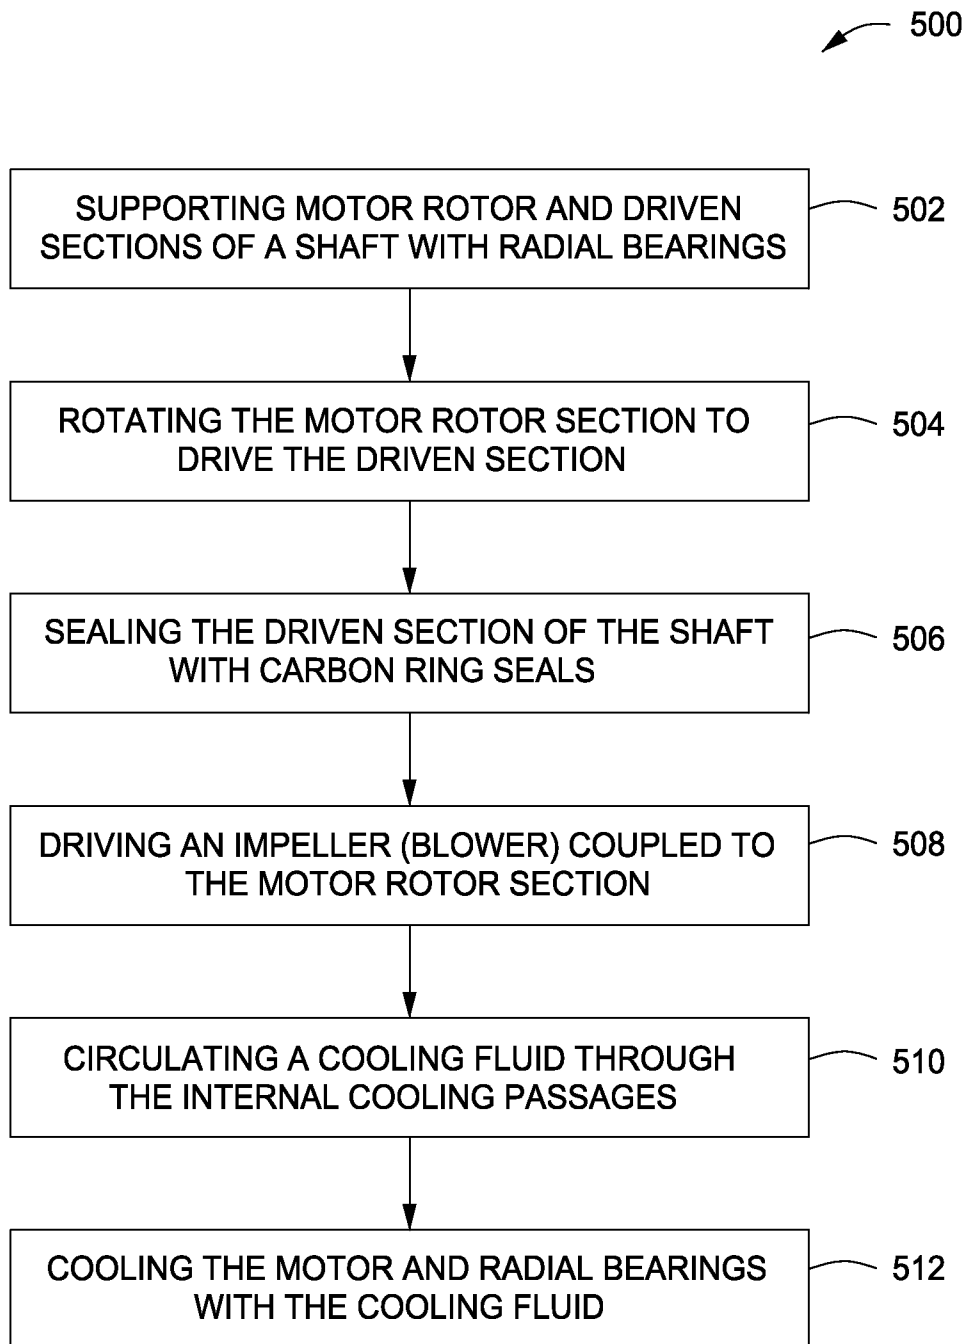 500
SUPPORTING MOTOR ROTOR AND DRIVEN
SECTIONS OF A SHAFT WITH RADIAL BEARINGS
502
ROTATING THE MOTOR ROTOR SECTION TO
DRIVE THE DRIVEN SECTION
504
SEALING THE DRIVEN SECTION OF THE SHAFT
WITH CARBON RING SEALS
506
DRIVING AN IMPELLER (BLOWER) COUPLED TO
THE MOTOR ROTOR SECTION
508
CIRCULATING A COOLING FLUID THROUGH
THE INTERNAL COOLING PASSAGES
510
COOLING THE MOTOR AND RADIAL BEARINGS
WITH THE COOLING FLUID
512